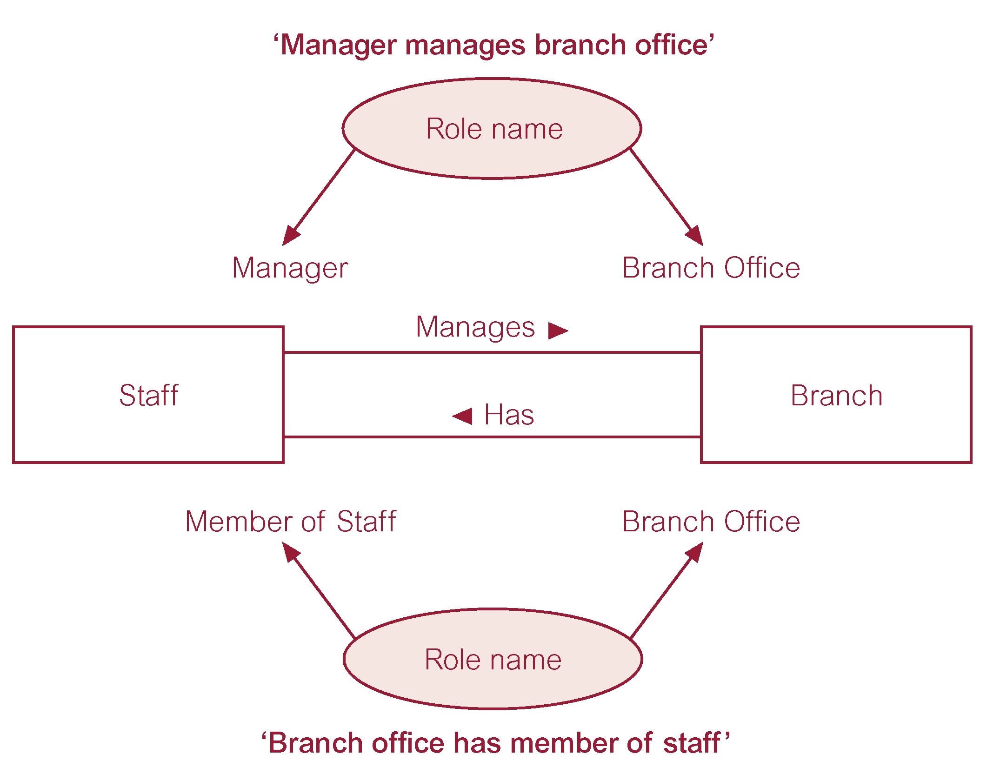 ‘Manager manages branch office’
Role name
Manager
Branch Office
Manages ►
Staff
Branch
◄ Has
Member of Staff
Branch Office
Role name
‘Branch office has member of staff’